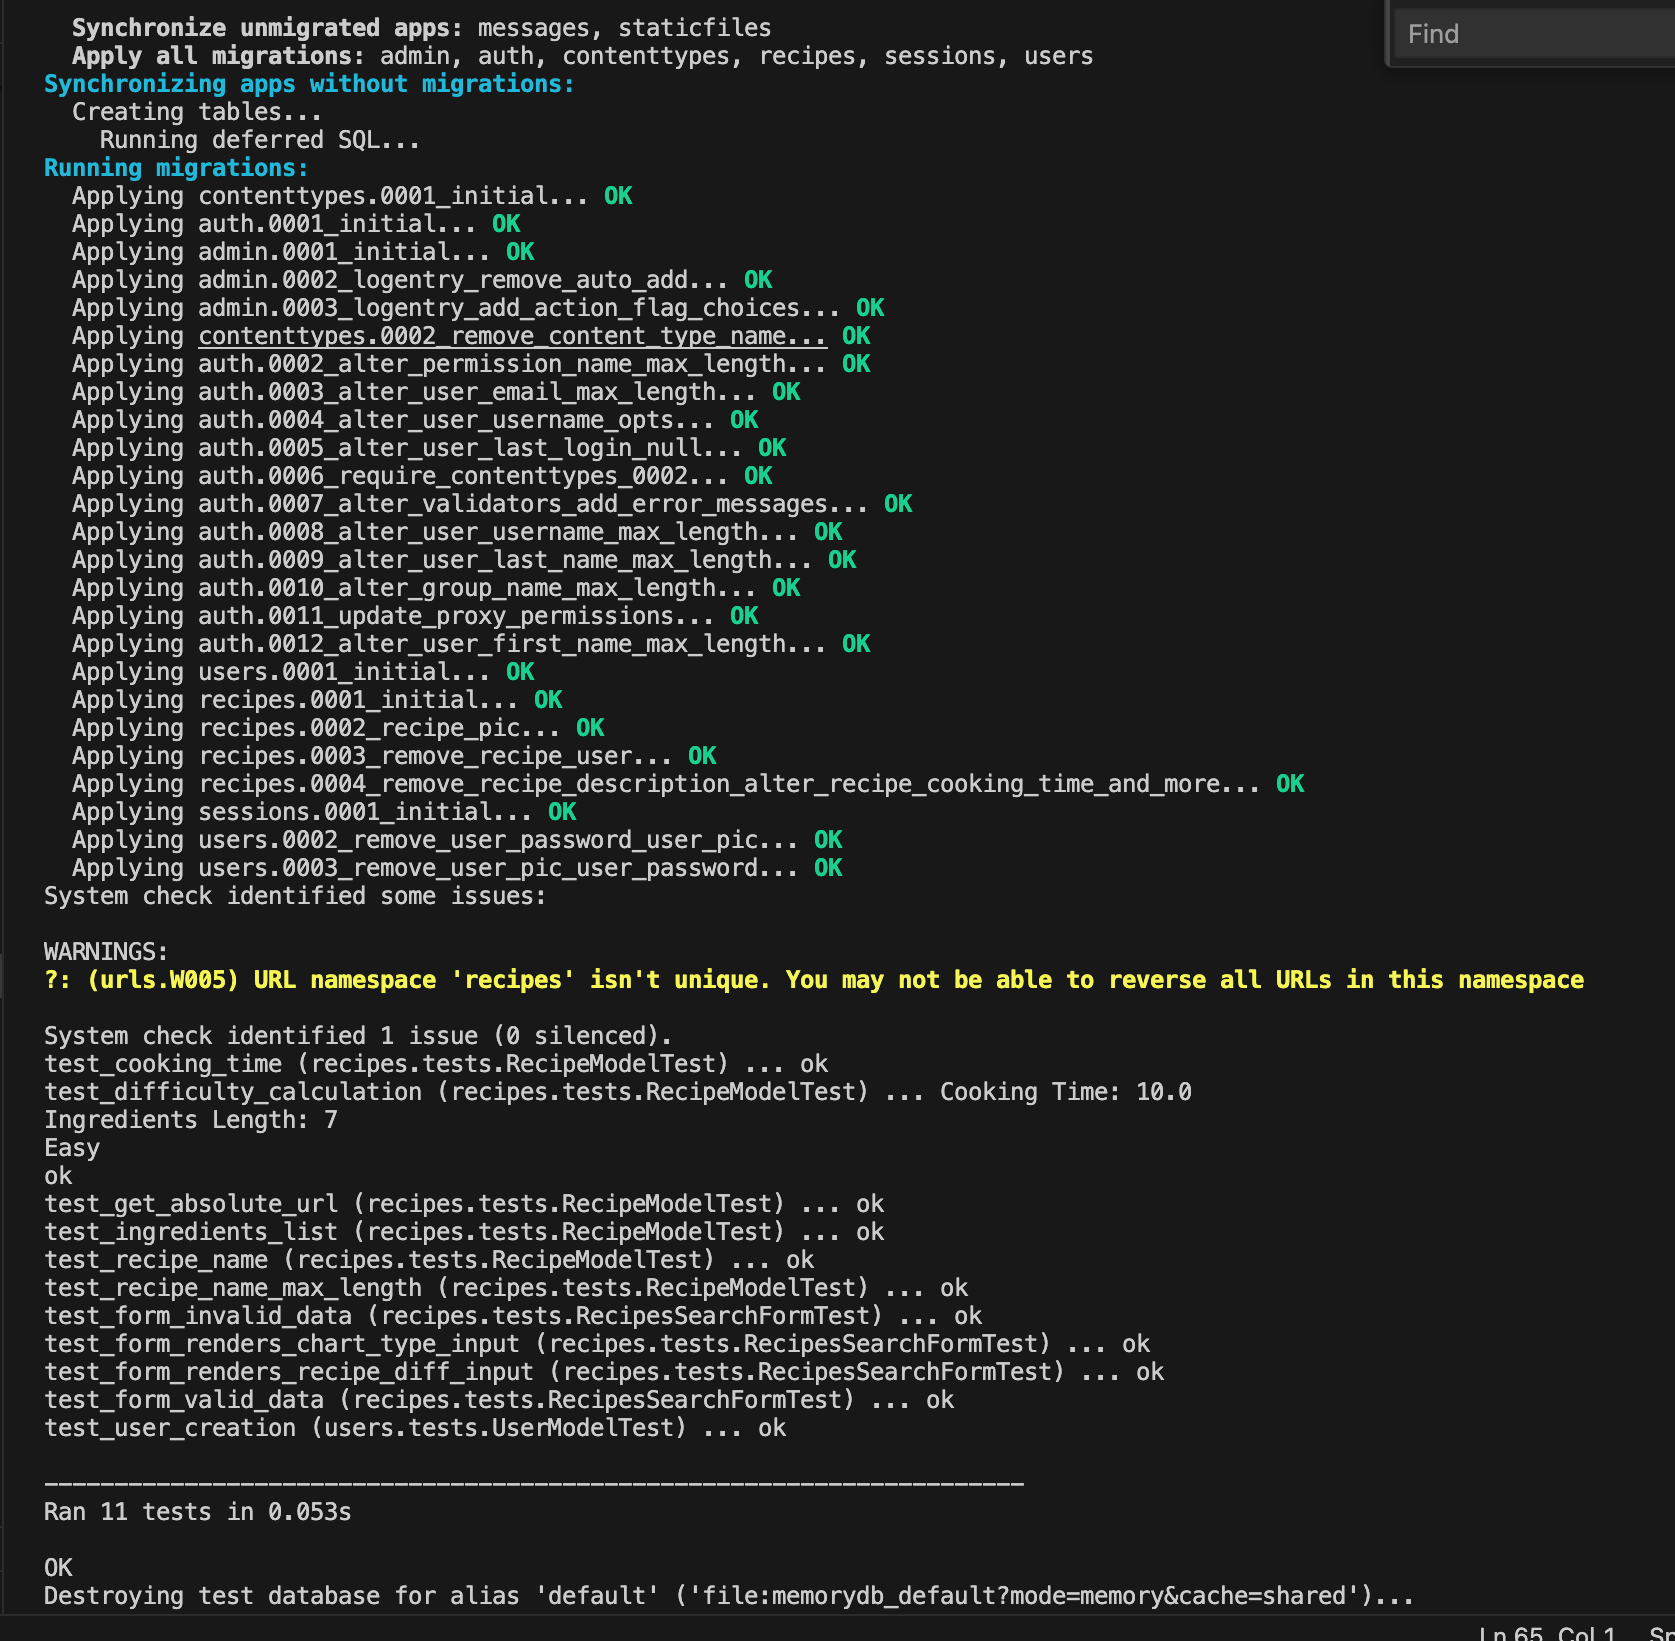 Synchronize unmigrated apps: messages, staticfiles
Find
Apply all migrations: admin, auth, contenttypes, recipes, sessions, users
Synchronizing apps without migrations:
Creating tables...
Running deferred SQL...
Running migrations:
Applying contenttypes.0001_initial... OK
Applying auth.0001_initial... OK
Applying admin.0001_initial... OK
Applying admin.0002_logentry_remove_auto_add... OK
Applying admin.0003_logentry_add_action_flag_choices... OK
Applying contenttypes.0002_remove_content_type_name... OK
Applying auth.0002_alter_permission_name_max_length... OK
Applying auth.0003_alter_user_email_max_length... OK
Applying auth.0004_alter_user_username_opts... OK
Applying auth.0005_alter_user_last_login_null... OK
Applying auth.0006_require_contenttypes_0002... OK
Applying auth.0007_alter_validators_add_error_messages... OK
Applying auth.0008_alter_user_username_max_length... OK
Applying auth.0009_alter_user_last_name_max_length... OK
Applying auth.0010_alter_group_name_max_length... OK
Applying auth.0011_update_proxy_permissions... OK
Applying auth.0012_alter_user_first_name_max_length... OK
Applying users.0001_initial... OK
Applying recipes.0001_initial... OK
Applying recipes.0002_recipe_pic... OK
Applying recipes.0003_remove_recipe_user... OK
Applying recipes.0004_remove_recipe_description_alter_recipe_cooking_time_and_more... OK
Applying sessions.0001_initial... OK
Applying users.0002_remove_user_password_user_pic... OK
Applying users.0003_remove_user_pic_user_password... OK
System check identified some issues:
WARNINGS:
?: (urls.W005) URL namespace 'recipes' isn't unique. You may not be able to reverse all URLs in this namespace
System check identified 1 issue (0 silenced).
test_cooking_time (recipes.tests.RecipeModelTest) ... ok
test_difficulty_calculation (recipes.tests.RecipeModelTest) ... Cooking Time: 10.0
Ingredients Length: 7
Easy
ok
test_get_absolute_url (recipes.tests.RecipeModelTest) ... ok
test_ingredients_list (recipes.tests.RecipeModelTest) ... ok
test_recipe_name (recipes.tests.RecipeModelTest) ... ok
test_recipe_name_max_length (recipes.tests.RecipeModelTest) ... ok
test_form_invalid_data (recipes.tests.RecipesSearchFormTest) ... ok
test_form_renders_chart_type_input (recipes.tests.RecipesSearchFormTest) ... ok
test_form_renders_recipe_diff_input (recipes.tests.RecipesSearchFormTest) ... ok
test_form_valid_data (recipes.tests.RecipesSearchFormTest) ... ok
test_user_creation (users.tests.UserModelTest) ... ok
----------------------------------------------------------------------
Ran 11 tests in 0.053s
OK
Destroying test database for alias 'default' ('file:memorydb_default?mode=memory&cache=shared')...
Ln 65, Col 1